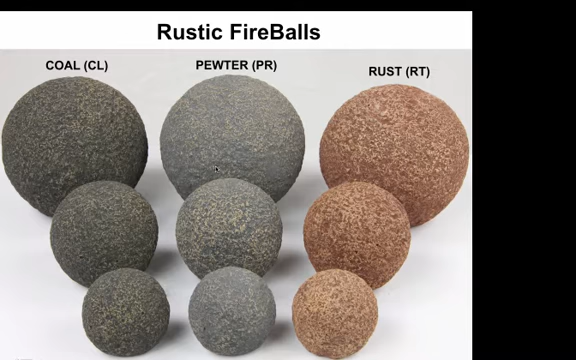 Rustic FireBalls
COAL (CL)
PEWTER (PR)
RUST (RT)